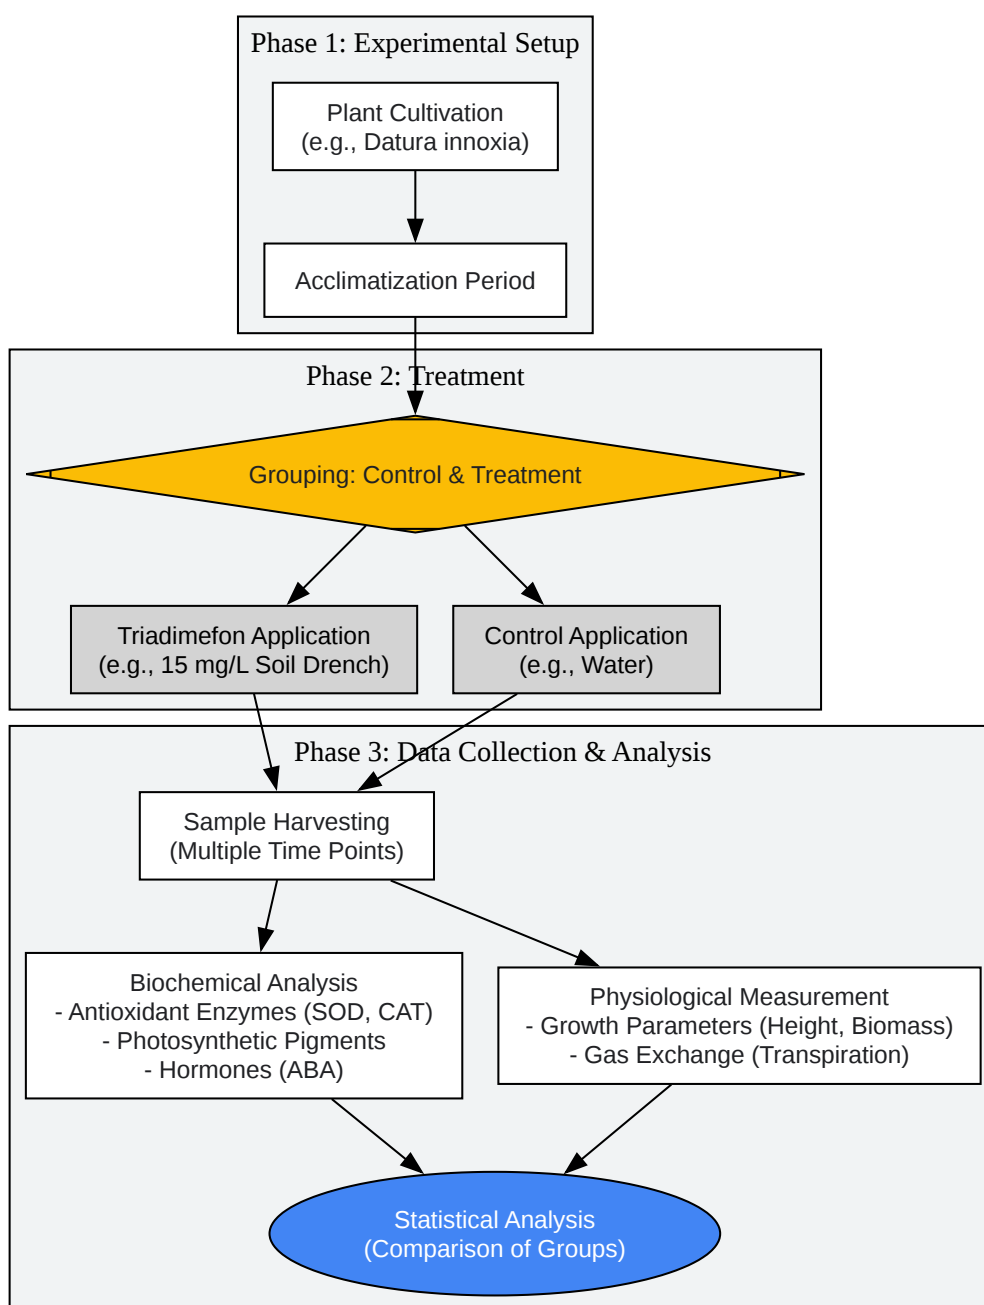 Phase 1: Experimental Setup
Plant Cultivation
(e.g., Datura innoxia)
Acclimatization Period
Phase 2: Treatment
Grouping: Control & Treatment
Triadimefon Application
(e.g., 15 mg/L Soil Drench)
Control Application
(e.g., Water)
Phase 3: Data Collection & Analysis
Sample Harvesting
(Multiple Time Points)
Biochemical Analysis
- Antioxidant Enzymes (SOD, CAT)
- Photosynthetic Pigments
- Hormones (ABA)
Physiological Measurement
- Growth Parameters (Height, Biomass)
- Gas Exchange (Transpiration)
Statistical Analysis
(Comparison of Groups)